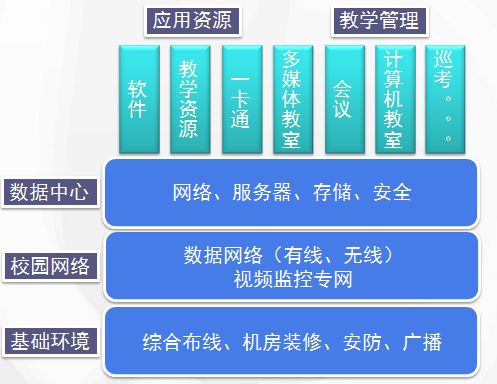 应用资源
教学管理
软件
教学资源
一卡通
多媒体教室
会议
计算机教室
巡考。。。
数据中心
网络、服务器、存储、安全
校园网络
数据网络（有线、无线）
视频监控专网
基础环境
综合布线、机房装修、安防、广播